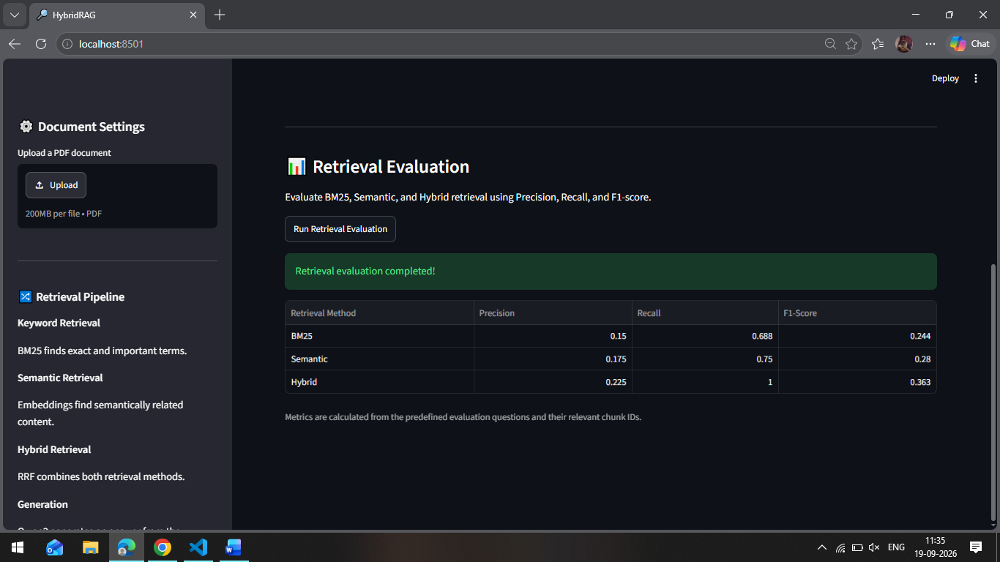 HybridRAG
localhost:8501
Chat
Deploy
Document Settings
Upload a PDF document
Upload
200MB per file • PDF
Retrieval Pipeline
Keyword Retrieval
BM25 finds exact and important terms.
Semantic Retrieval
Embeddings find semantically related
content.
Hybrid Retrieval
RRF combines both retrieval methods.
Generation
Retrieval Evaluation
Evaluate BM25, Semantic, and Hybrid retrieval using Precision, Recall, and F1-score.
Run Retrieval Evaluation
Retrieval evaluation completed!
Retrieval Method Precision Recall F1-Score
BM25 0.15 0.688 0.244
Semantic 0.175 0.75 0.28
Hybrid 0.225 1 0.363
Metrics are calculated from the predefined evaluation questions and their relevant chunk IDs.
ENG
11:35
19-09-2026